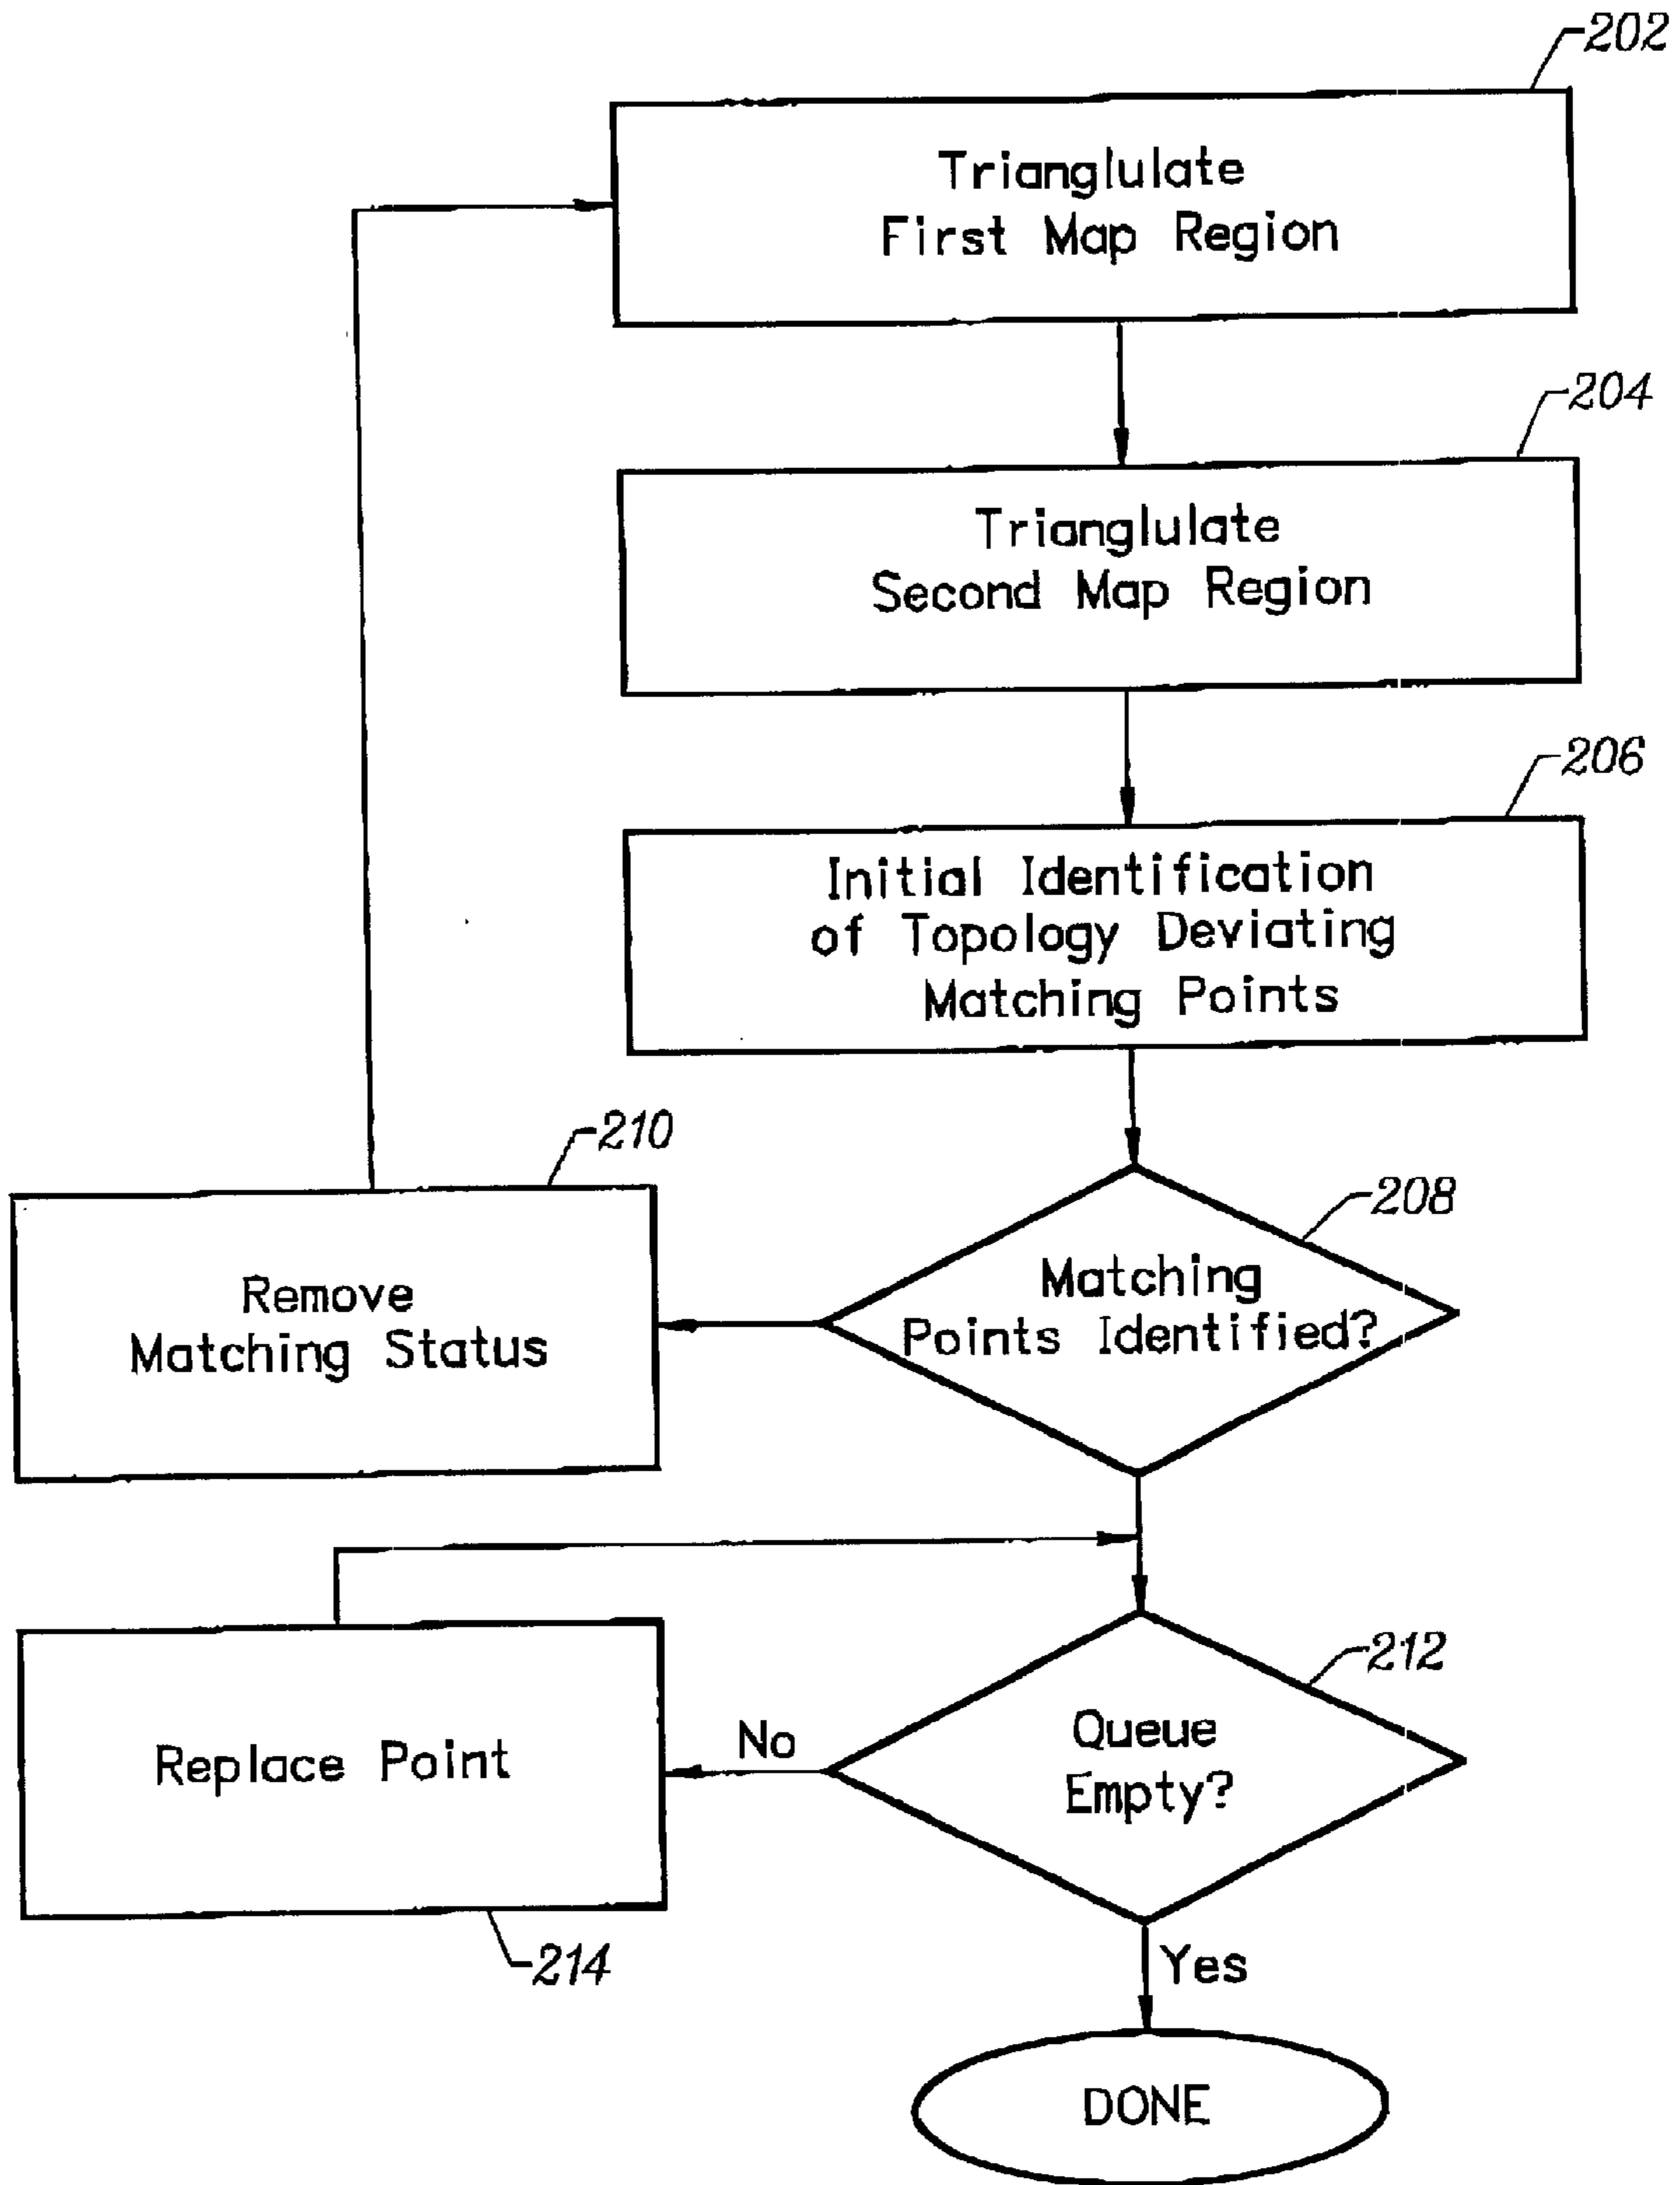 202
Trianglulate
First Map Region
204
Trianglulate
Second Map Region
206
Initial Identification
of Topology Deviating
Matching Points
210
208
Remove
Matching Status
Matching
Points Identified?
212
Replace Point
No
Queue
Empty?
214
Yes
DONE